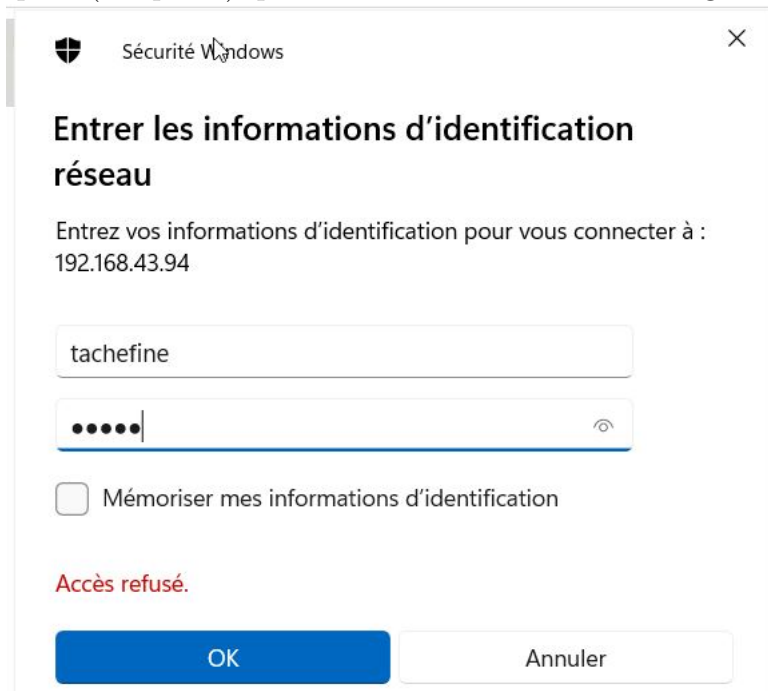 Sécurité Windows
Entrer les informations d’identification
réseau
Entrez vos informations d’identification pour vous connecter à :
192.168.43.94
tachefine
•••••
Mémoriser mes informations d’identification
Accès refusé.
OK
Annuler